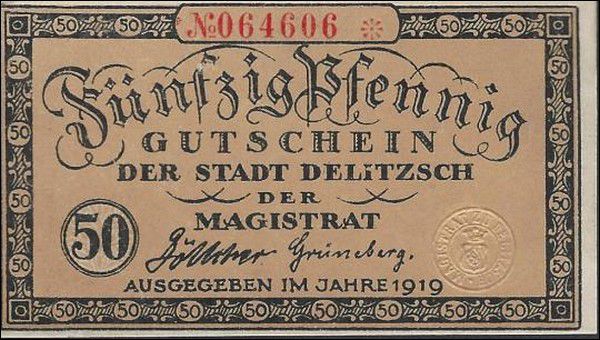 №064606
Fünfzig Pfennig
GUTSCHEIN
DER STADT DELiTZSCH
DER
MAGISTRAT
50
Grüneberg.
AUSGEGEBEN IM JAHRE 1919